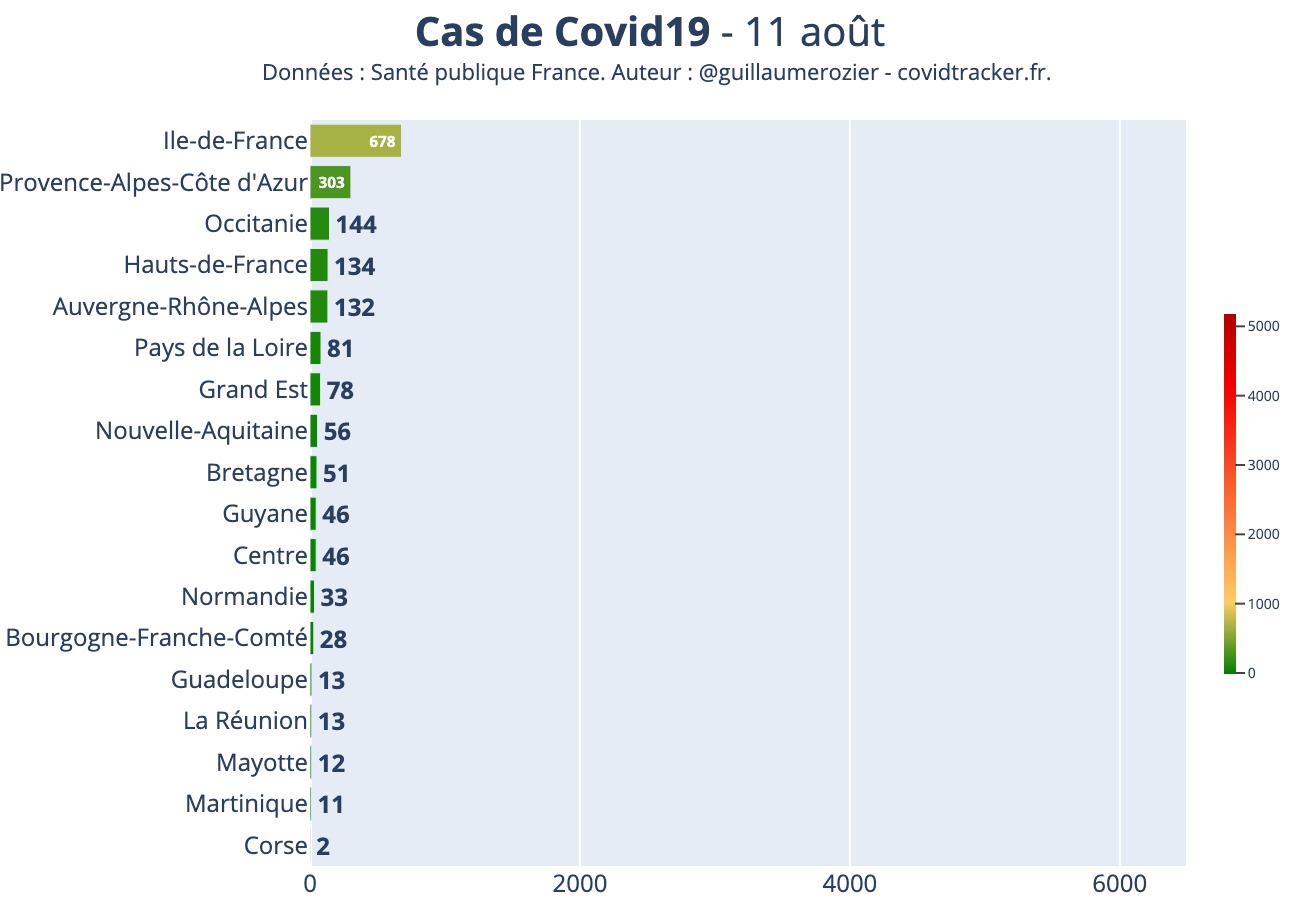 Cas de Covid19 - 11 août
Données : Santé publique France. Auteur : @guillaumerozier - covidtracker.fr.
Ile-de-France 678
Provence-Alpes-Côte d'Azur 303
Occitanie 144
Hauts-de-France 134
Auvergne-Rhône-Alpes 132
Pays de la Loire 81
Grand Est 78
Nouvelle-Aquitaine 56
Bretagne 51
Guyane 46
Centre 46
Normandie 33
Bourgogne-Franche-Comté 28
Guadeloupe 13
La Réunion 13
Mayotte 12
Martinique 11
Corse 2
0 2000 4000 6000
5000
4000
3000
2000
1000
0